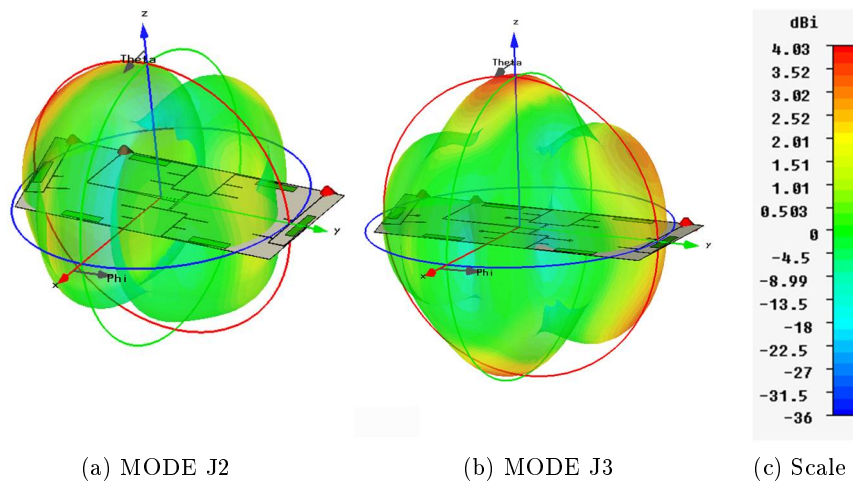 z
Theta
y
x
Phi
z
Theta
y
x
Phi
dBi
4.03
3.52
3.02
2.52
2.01
1.51
1.01
0.503
0
-4.5
-8.99
-13.5
-18
-22.5
-27
-31.5
-36
(a) MODE J2
(b) MODE J3
(c) Scale